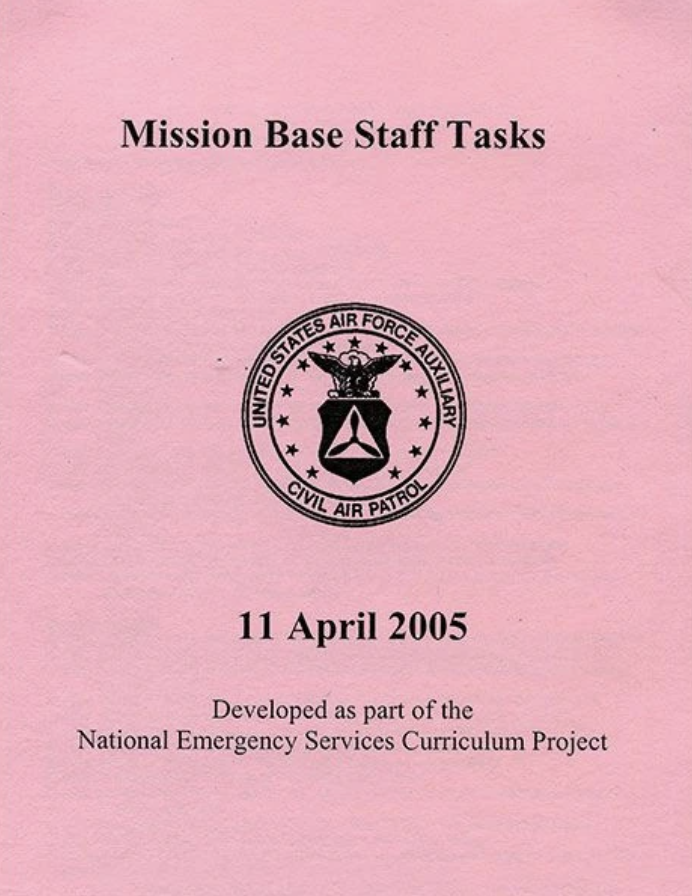 Mission Base Staff Tasks
UNITED STATES AIR FORCE AUXILIARY
CIVIL AIR PATROL
11 April 2005
Developed as part of the
National Emergency Services Curriculum Project